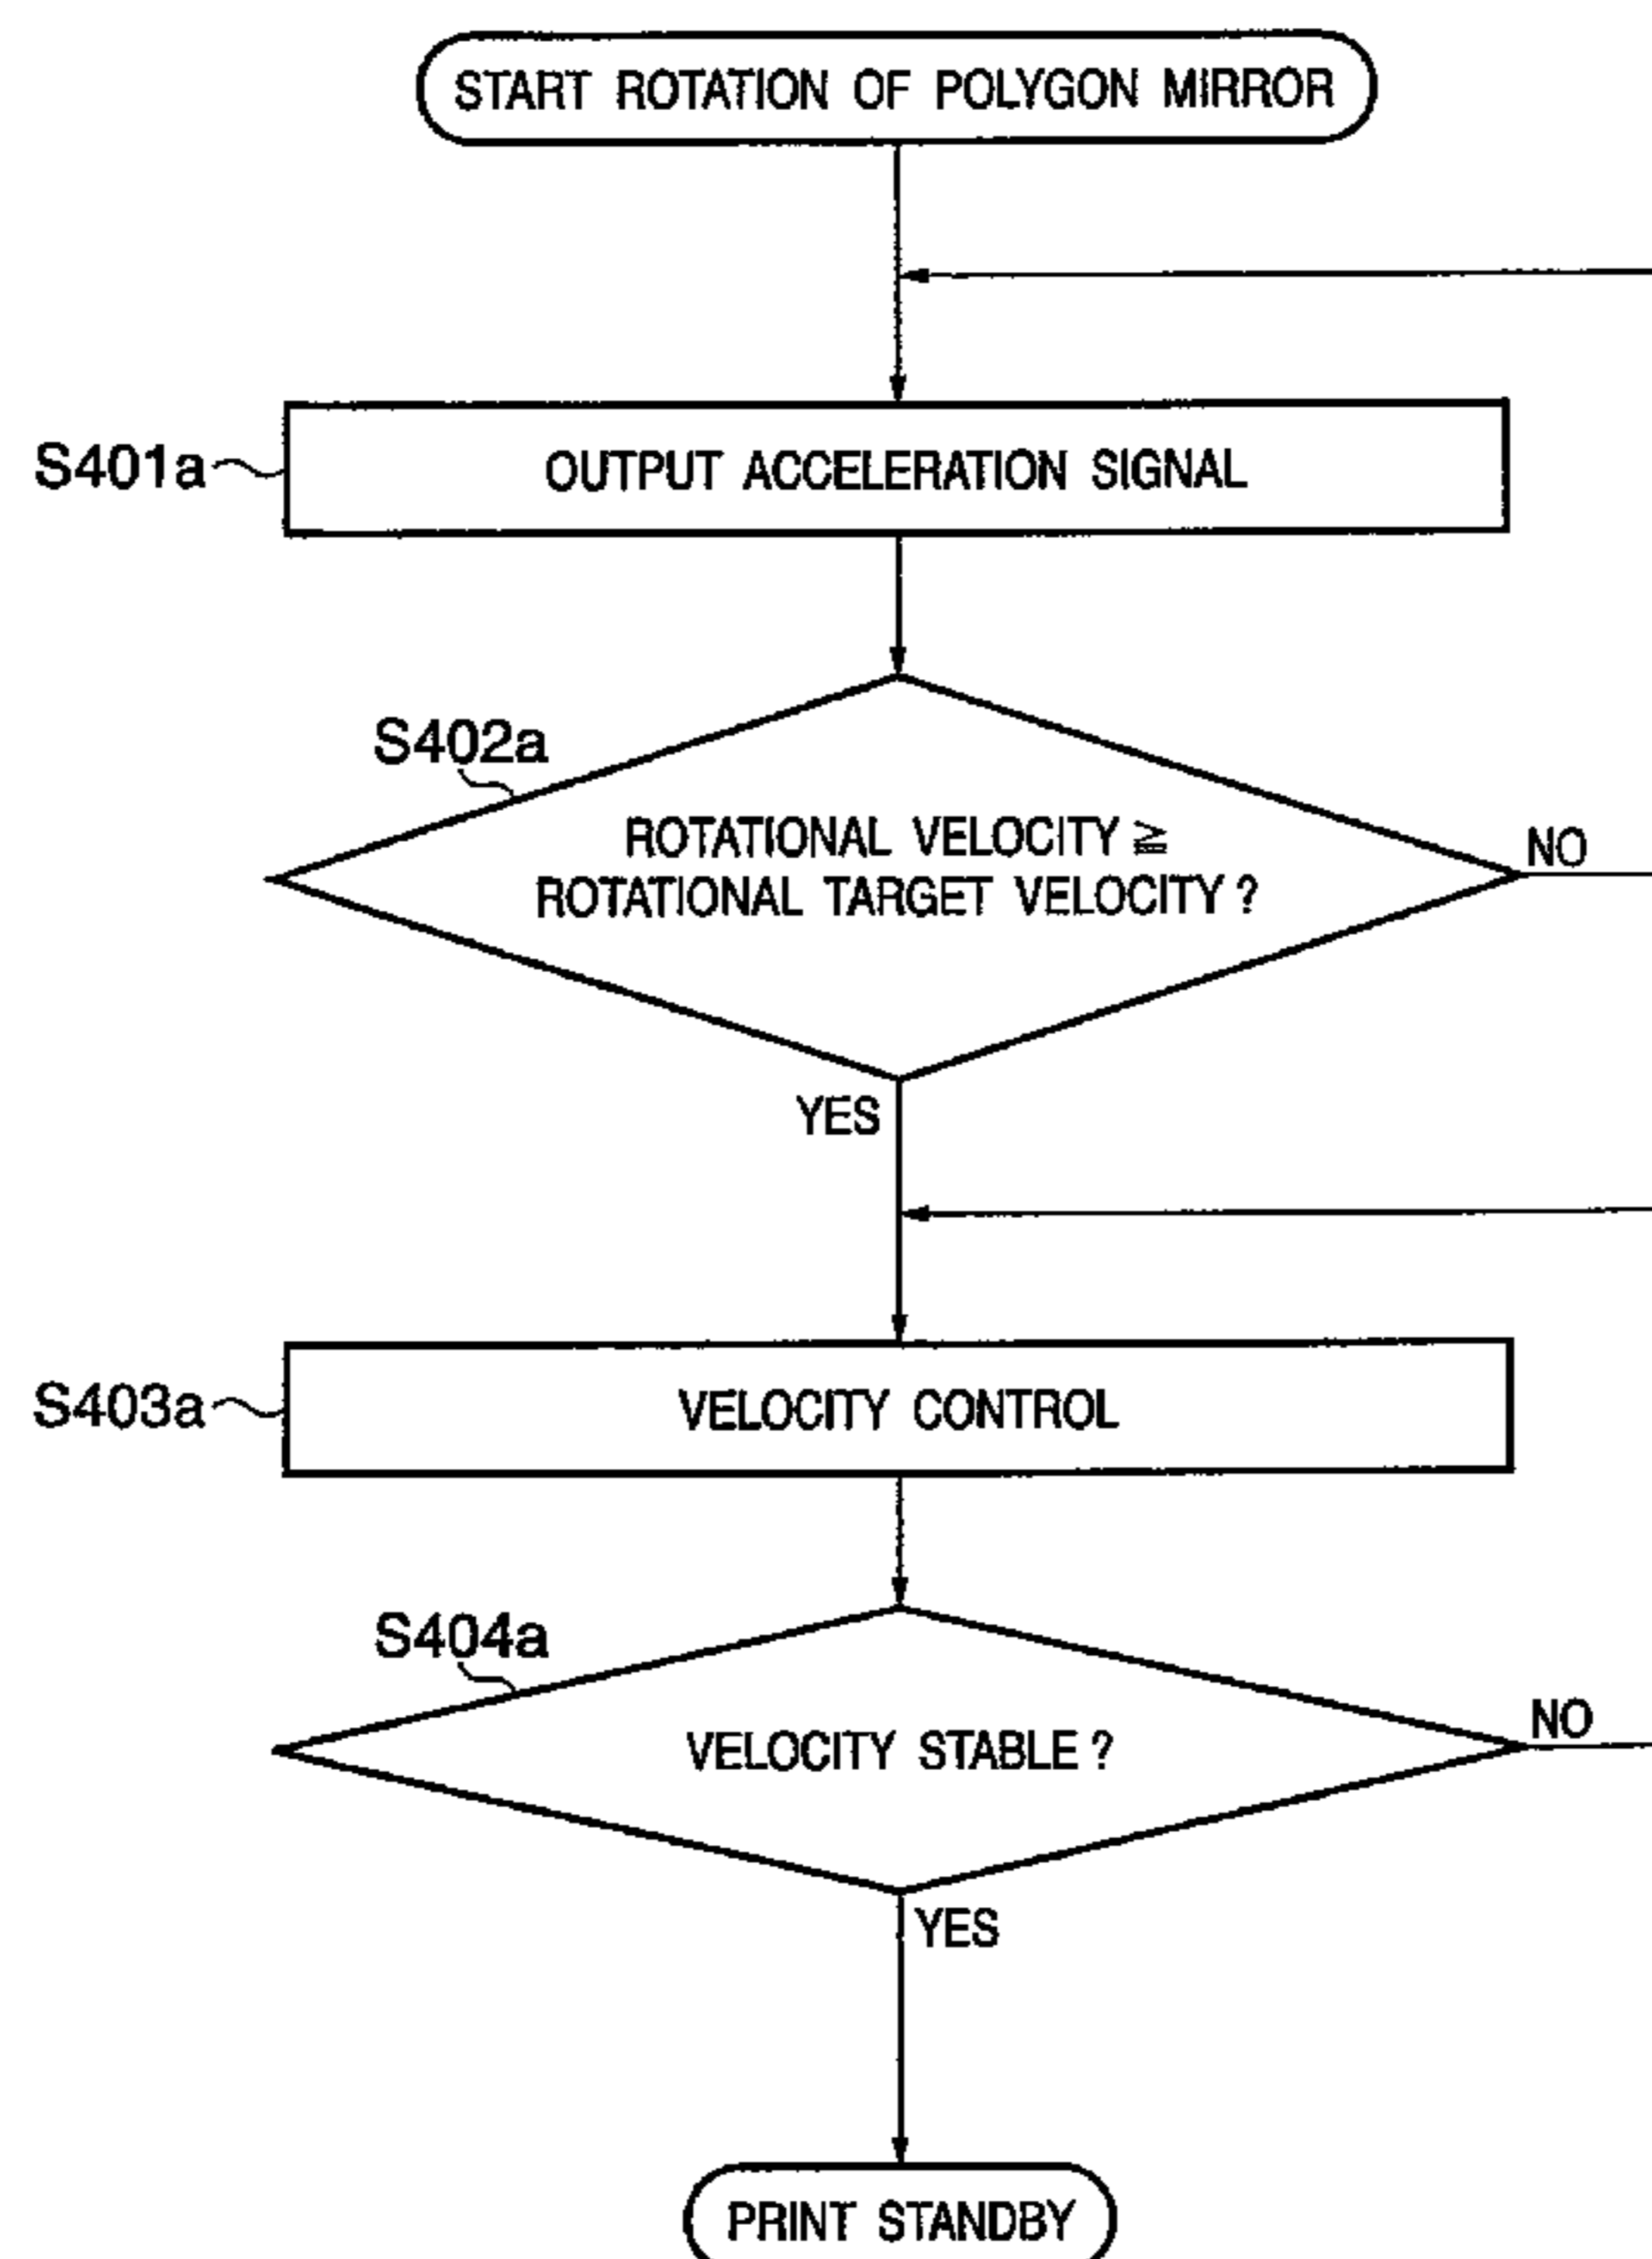 START ROTATION OF POLYGON MIRROR
S401a
OUTPUT ACCELERATION SIGNAL
S402a
ROTATIONAL VELOCITY ≧
ROTATIONAL TARGET VELOCITY ?
NO
YES
S403a
VELOCITY CONTROL
S404a
VELOCITY STABLE ?
NO
YES
PRINT STANDBY